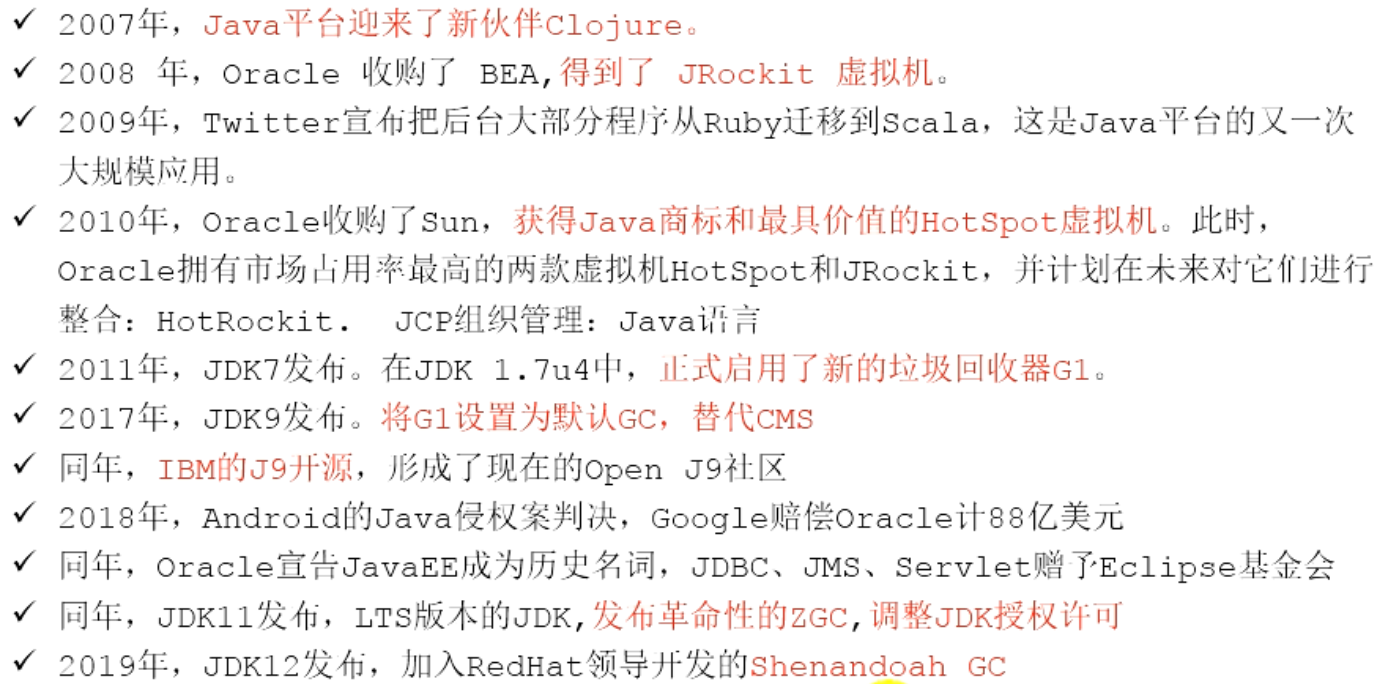 ✓ 2007年，Java平台迎来了新伙伴Clojure。
✓ 2008 年，Oracle 收购了 BEA,得到了 JRockit 虚拟机。
✓ 2009年，Twitter宣布把后台大部分程序从Ruby迁移到Scala，这是Java平台的又一次
大规模应用。
✓ 2010年，Oracle收购了Sun，获得Java商标和最具价值的HotSpot虚拟机。此时，
Oracle拥有市场占用率最高的两款虚拟机HotSpot和JRockit，并计划在未来对它们进行
整合：HotRockit. JCP组织管理：Java语言
✓ 2011年，JDK7发布。在JDK 1.7u4中，正式启用了新的垃圾回收器G1。
✓ 2017年，JDK9发布。将G1设置为默认GC，替代CMS
✓ 同年，IBM的J9开源，形成了现在的Open J9社区
✓ 2018年，Android的Java侵权案判决，Google赔偿Oracle计88亿美元
✓ 同年，Oracle宣告JavaEE成为历史名词，JDBC、JMS、Servlet赠予Eclipse基金会
✓ 同年，JDK11发布，LTS版本的JDK,发布革命性的ZGC,调整JDK授权许可
✓ 2019年，JDK12发布，加入RedHat领导开发的Shenandoah GC